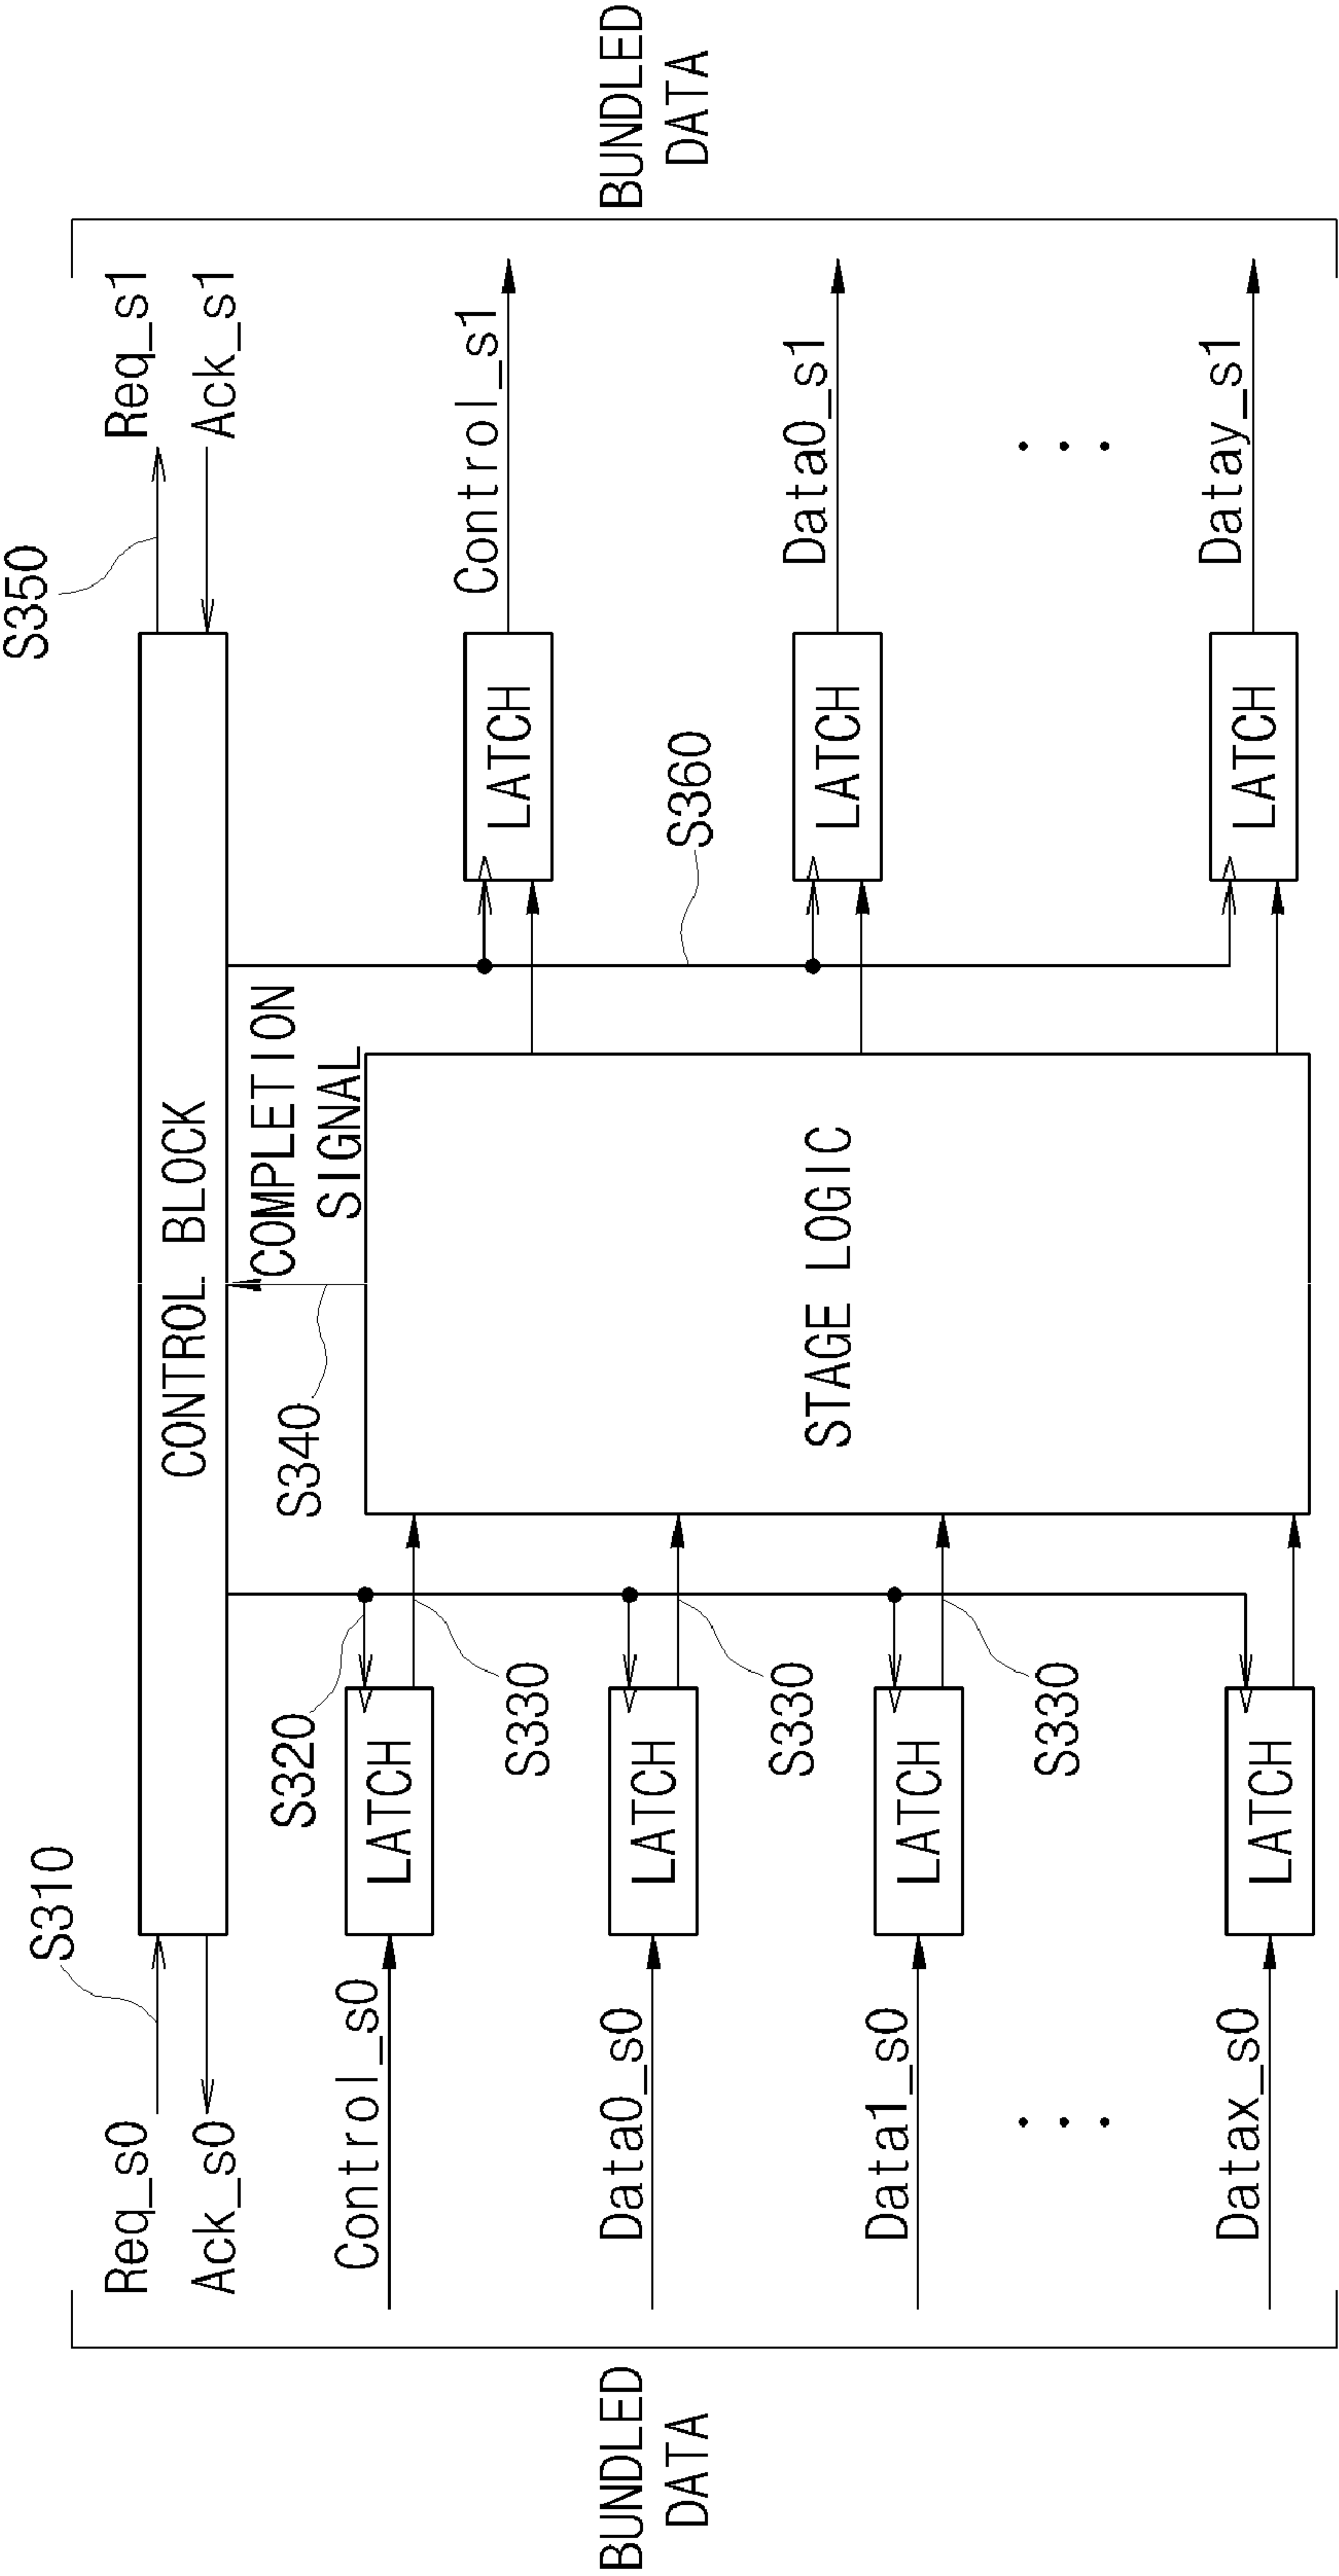 S310
S350
Req_s0
Req_s1
CONTROL BLOCK
Ack_s0
Ack_s1
S340
COMPLETION
SIGNAL
S320
Control_s0
LATCH
S330
LATCH
Control_s1
BUNDLED
DATA
Data0_s0
LATCH
S330
S360
BUNDLED
DATA
STAGE LOGIC
LATCH
Data0_s1
Data1_s0
LATCH
S330
. . .
. . .
Datax_s0
LATCH
LATCH
Datay_s1